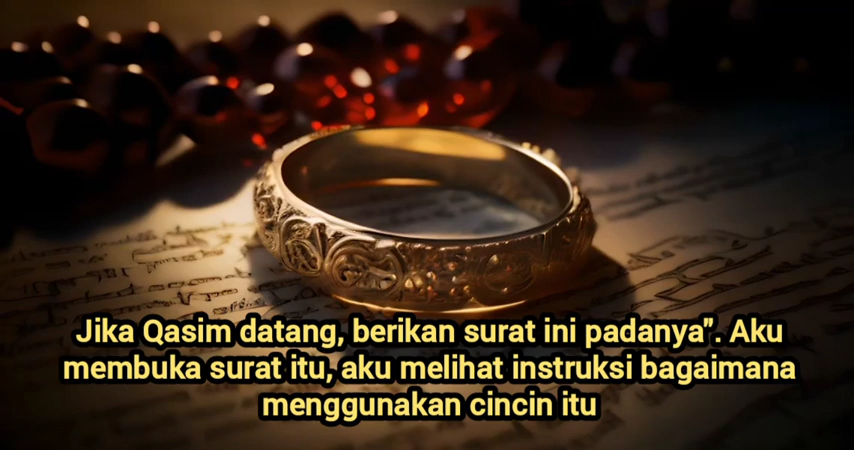 Jika Qasim datang, berikan surat ini padanya". Aku
membuka surat itu, aku melihat instruksi bagaimana
menggunakan cincin itu